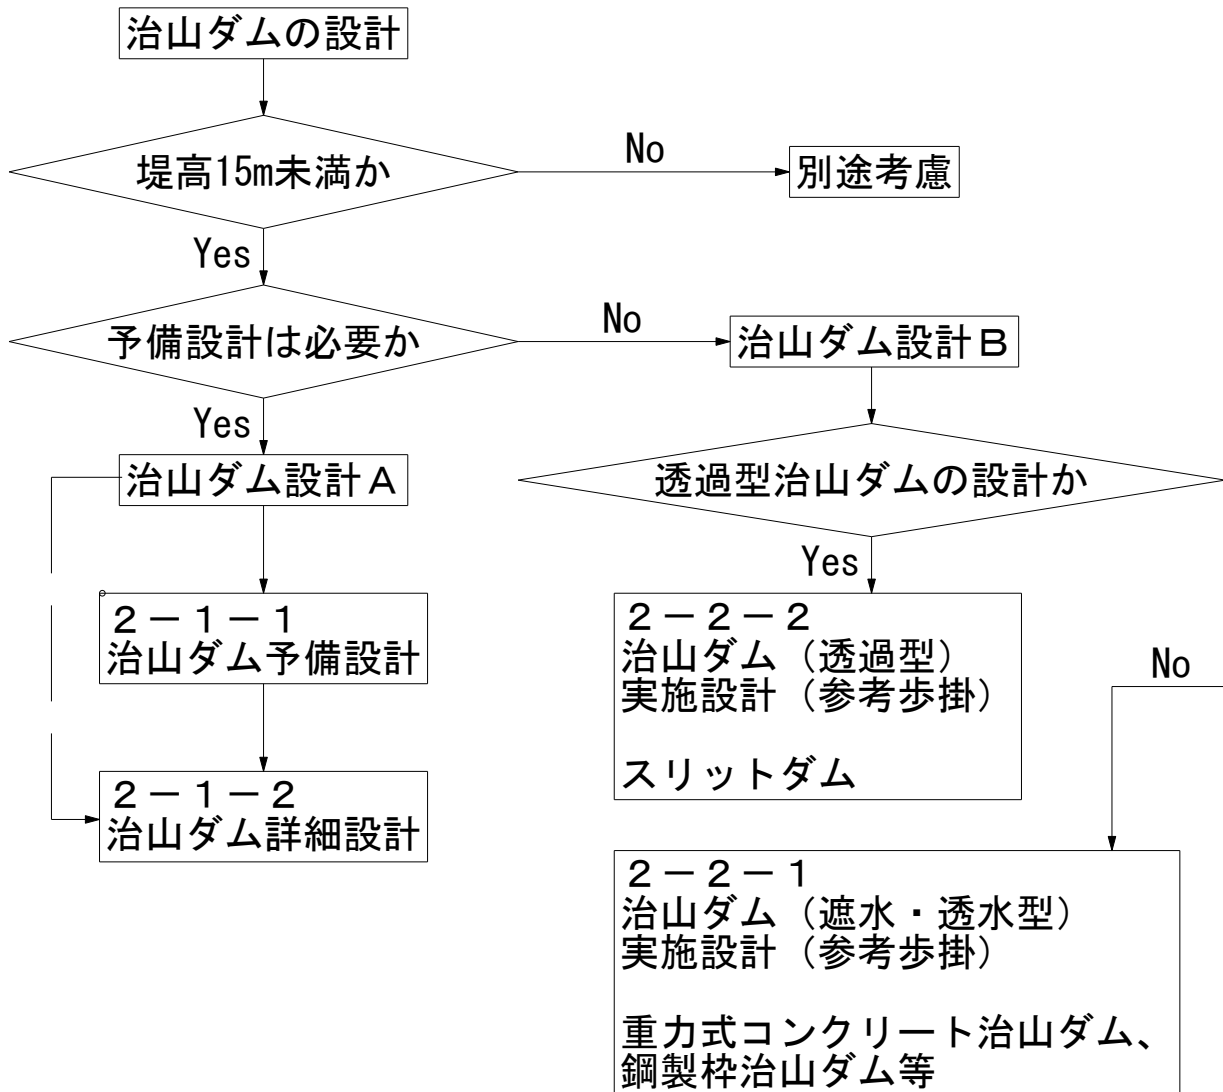 治山ダムの設計
堤高15m未満か
No
別途考慮
Yes
予備設計は必要か
No
治山ダム設計Ｂ
Yes
治山ダム設計Ａ
透過型治山ダムの設計か
Yes
２－１－１
治山ダム予備設計
２－２－２
治山ダム（透過型）
実施設計（参考歩掛）
スリットダム
No
２－１－２
治山ダム詳細設計
２－２－１
治山ダム（遮水・透水型）
実施設計（参考歩掛）
重力式コンクリート治山ダム、
鋼製枠治山ダム等